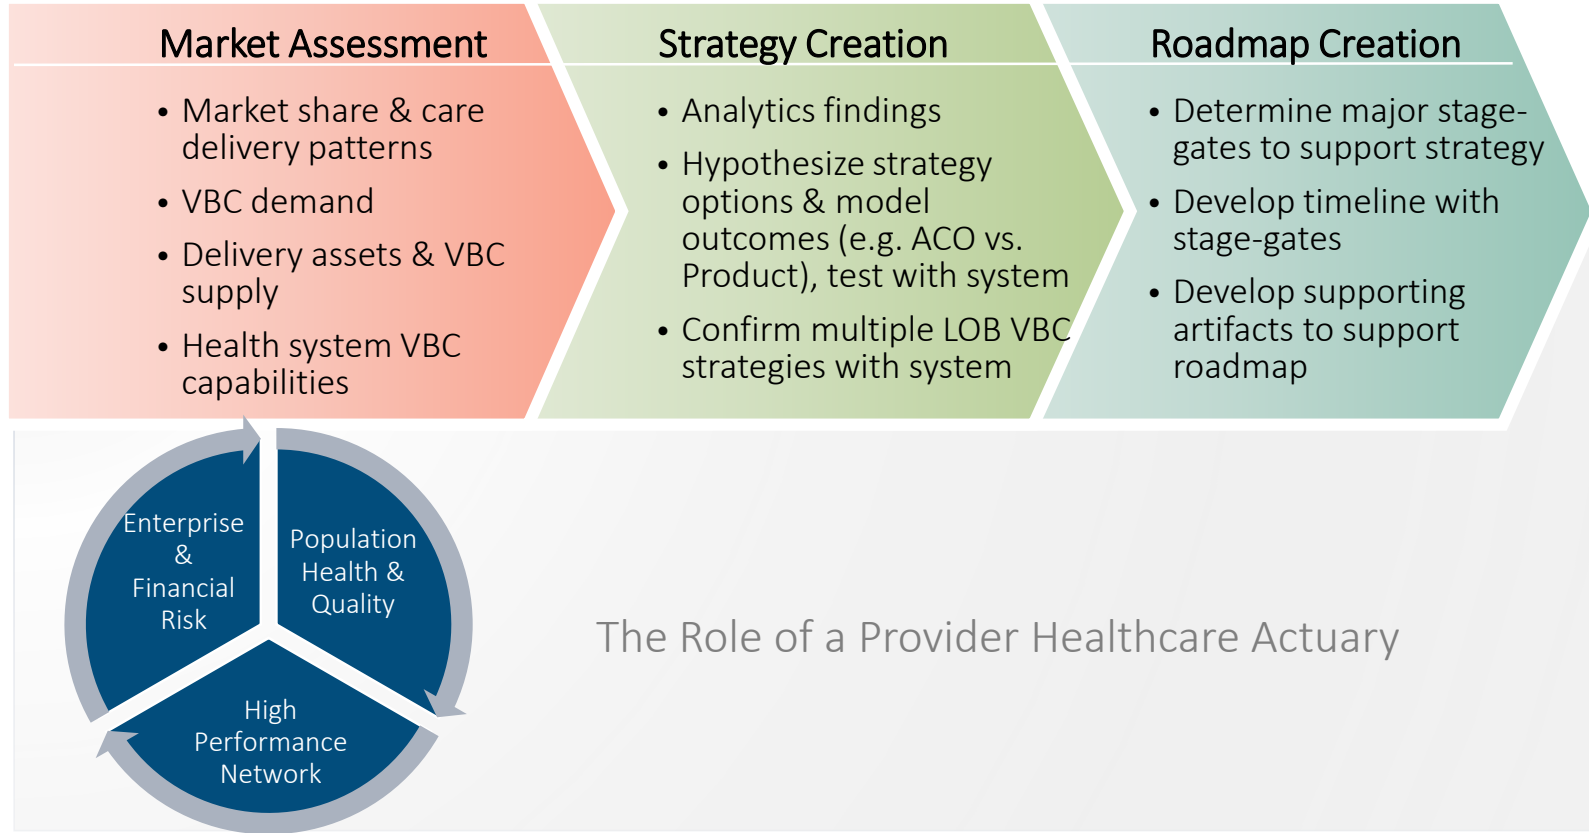 Market Assessment
• Market share & care
delivery patterns
• VBC demand
• Delivery assets & VBC
supply
• Health system VBC
capabilities
Strategy Creation
• Analytics findings
• Hypothesize strategy
options & model
outcomes (e.g. ACO vs.
Product), test with system
• Confirm multiple LOB VBC
strategies with system
Roadmap Creation
• Determine major stage-
gates to support strategy
• Develop timeline with
stage-gates
• Develop supporting
artifacts to support
roadmap
Enterprise
&
Financial
Risk
Population
Health &
Quality
High
Performance
Network
The Role of a Provider Healthcare Actuary